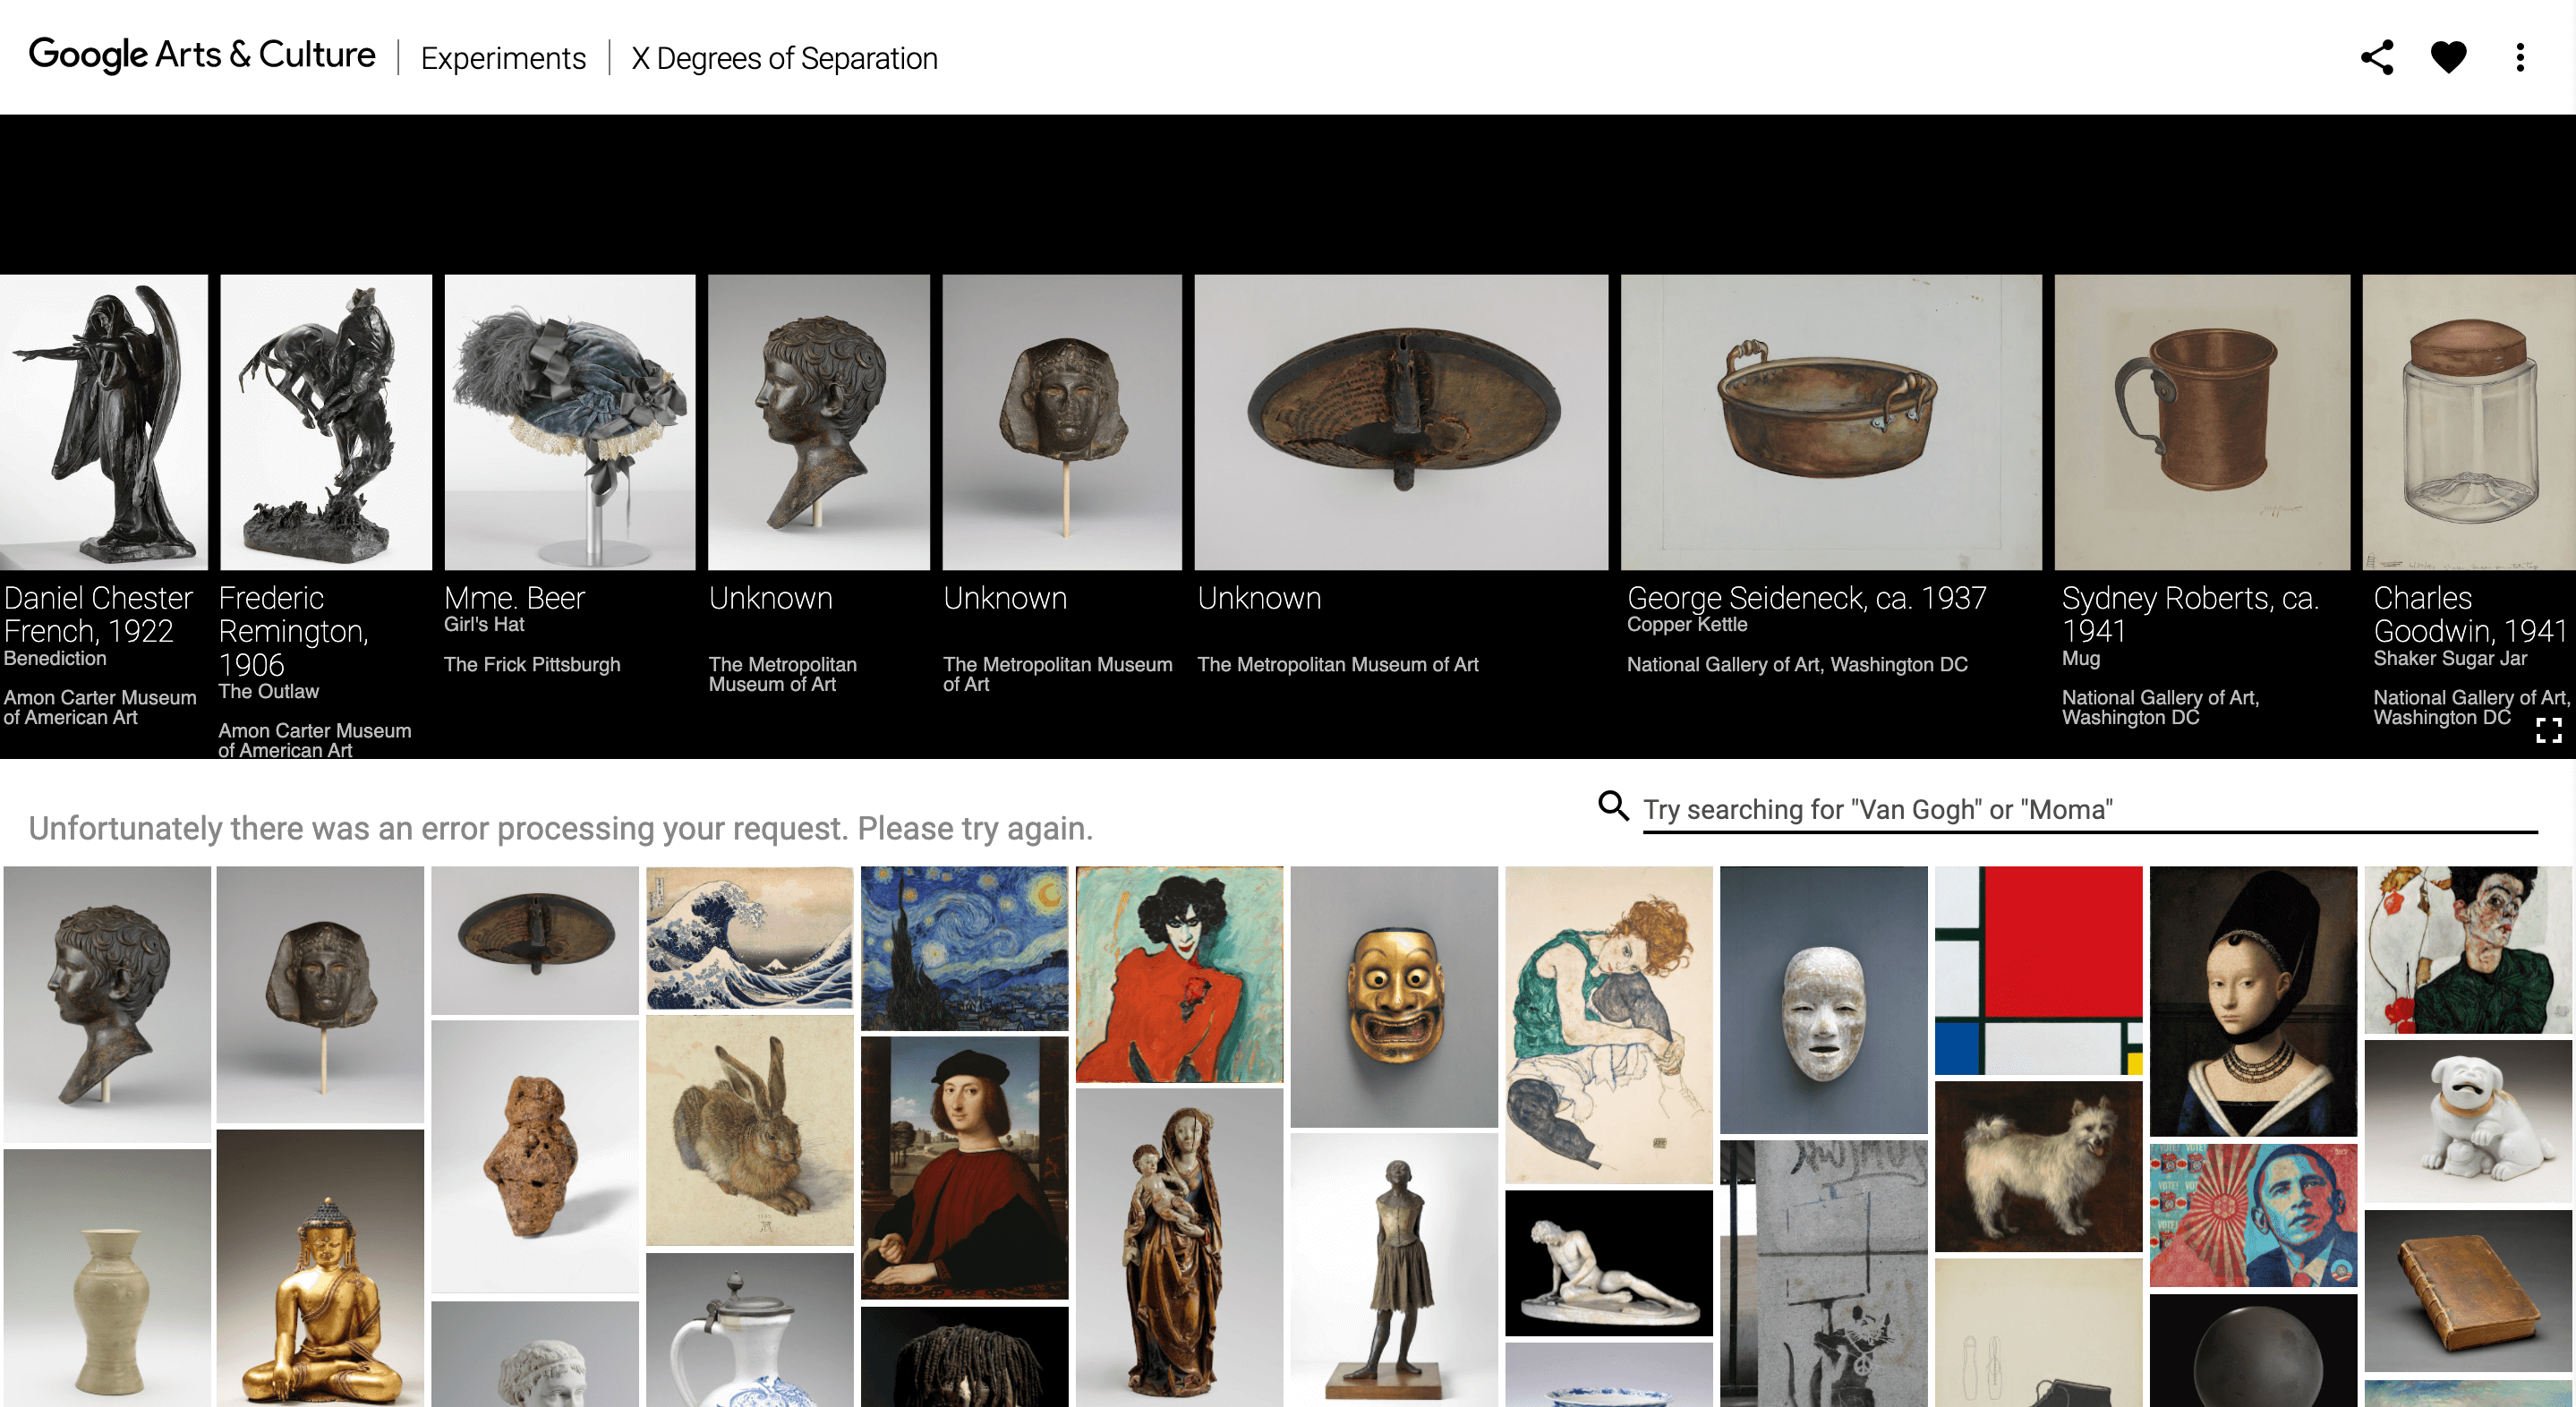 Google Arts & Culture | Experiments | X Degrees of Separation
Daniel Chester
French, 1922
Benediction
Amon Carter Museum
of American Art
Frederic
Remington,
1906
The Outlaw
Amon Carter Museum
of American Art
Mme. Beer
Girl's Hat
The Frick Pittsburgh
Unknown
The Metropolitan
Museum of Art
Unknown
The Metropolitan Museum
of Art
Unknown
The Metropolitan Museum of Art
George Seideneck, ca. 1937
Copper Kettle
National Gallery of Art, Washington DC
Sydney Roberts, ca.
1941
Mug
National Gallery of Art,
Washington DC
Charles
Goodwin, 1941
Shaker Sugar Jar
National Gallery of Art,
Washington DC
Unfortunately there was an error processing your request. Please try again.
Try searching for "Van Gogh" or "Moma"
VOTE!
VOTE!